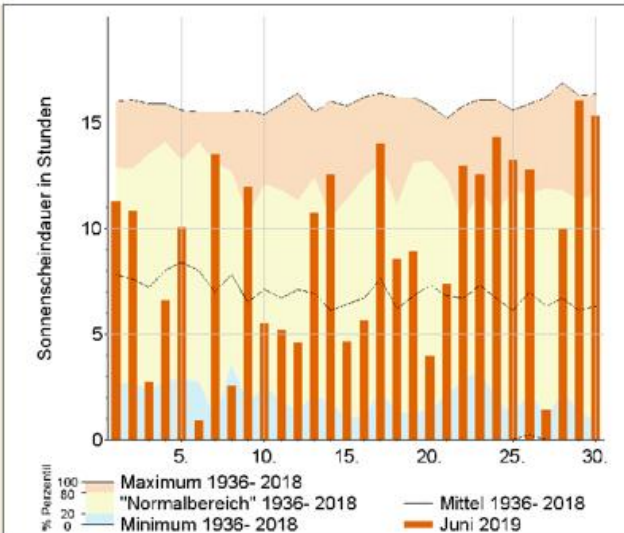 Sonnenscheindauer in Stunden
15
10
5
0
5.
10.
15.
20.
25.
30.
% Perzentil
100
80
20
0
Maximum 1936- 2018
"Normalbereich" 1936- 2018
Minimum 1936- 2018
Mittel 1936- 2018
Juni 2019